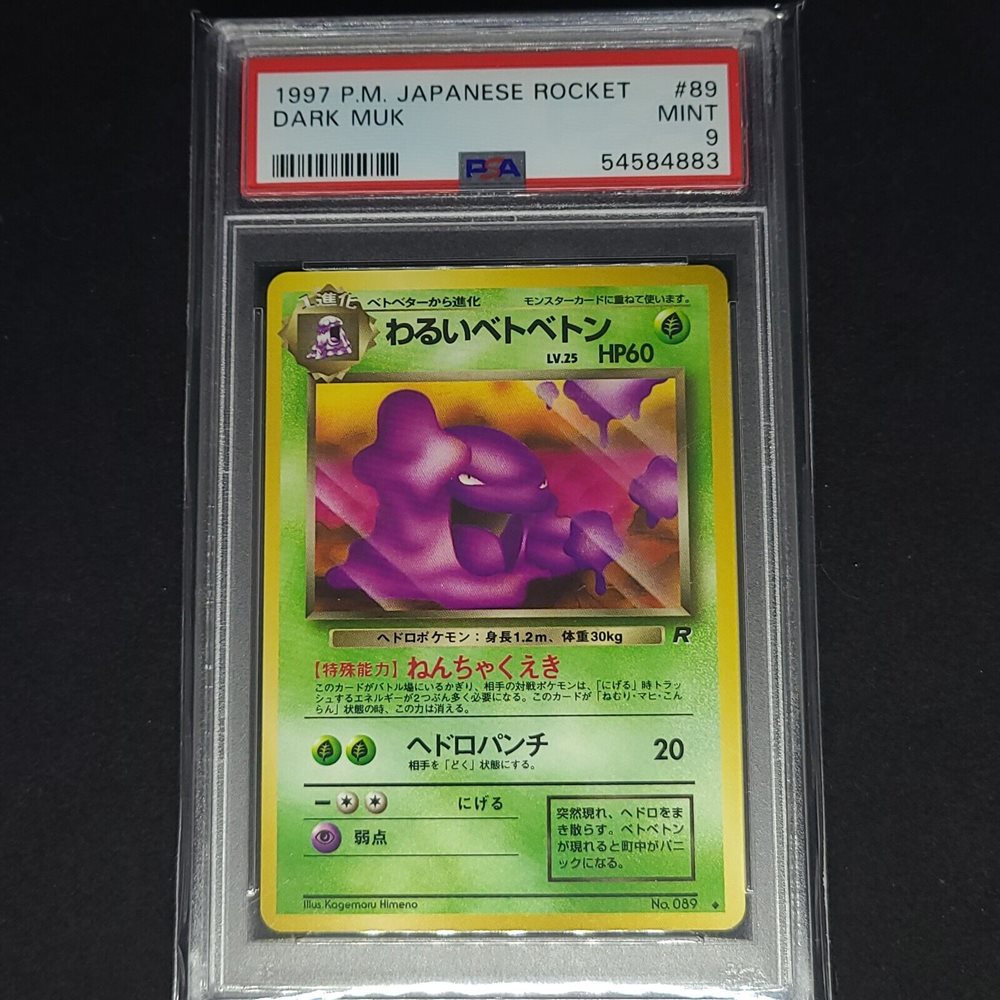 1997 P.M. JAPANESE ROCKET #89
DARK MUK MINT
9
PSA 54584883
1進化 ベトベターから進化 モンスターカードに重ねて使います。
わるいベトベトン
LV.25 HP60
ヘドロポケモン：身長1.2m、体重30kg R
【特殊能力】ねんちゃくえき
このカードがバトル場にいるかぎり、相手の対戦ポケモンは、「にげる」時トラッ
シュするエネルギーが2つぶん多く必要になる。このカードが「ねむり・マヒ・こん
らん」状態の時、この力は消える。
ヘドロパンチ 20
相手を「どく」状態にする。
にげる
弱点
突然現れ、ヘドロをま
き散らす。ベトベトン
が現れると町中がパニ
ックになる。
Illus. Kagemaru Himeno No. 089